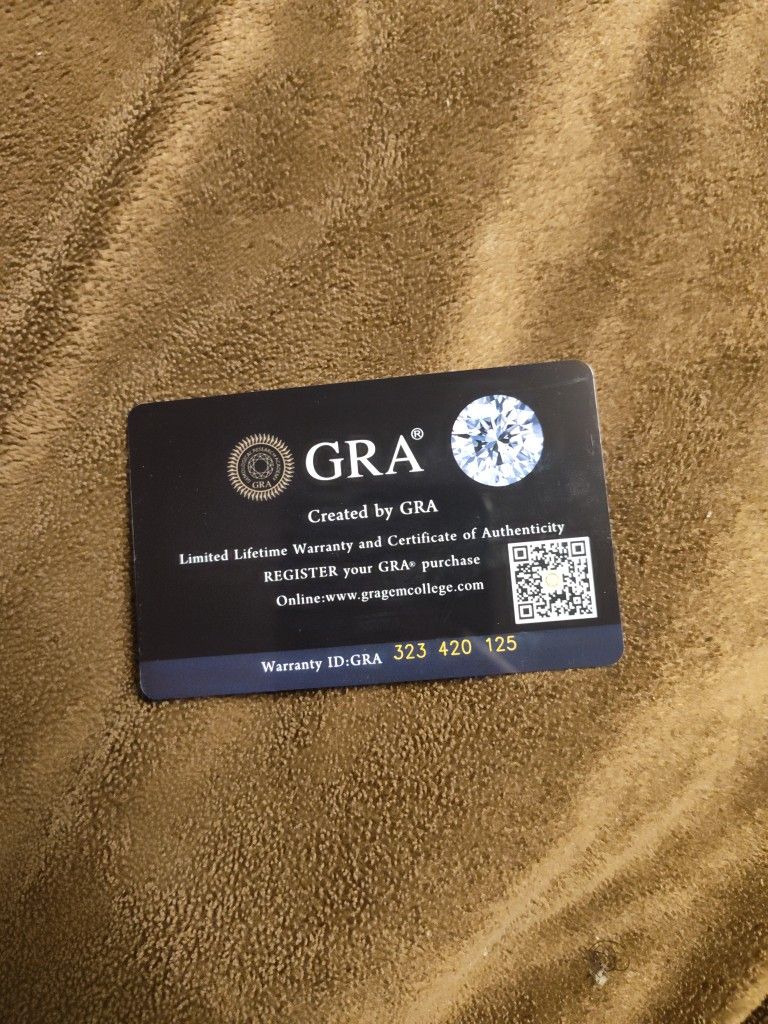 GRA®
GRA
Created by GRA
Limited Lifetime Warranty and Certificate of Authenticity
REGISTER your GRA® purchase
Online:www.gragemcollege.com
Warranty ID:GRA 323 420 125